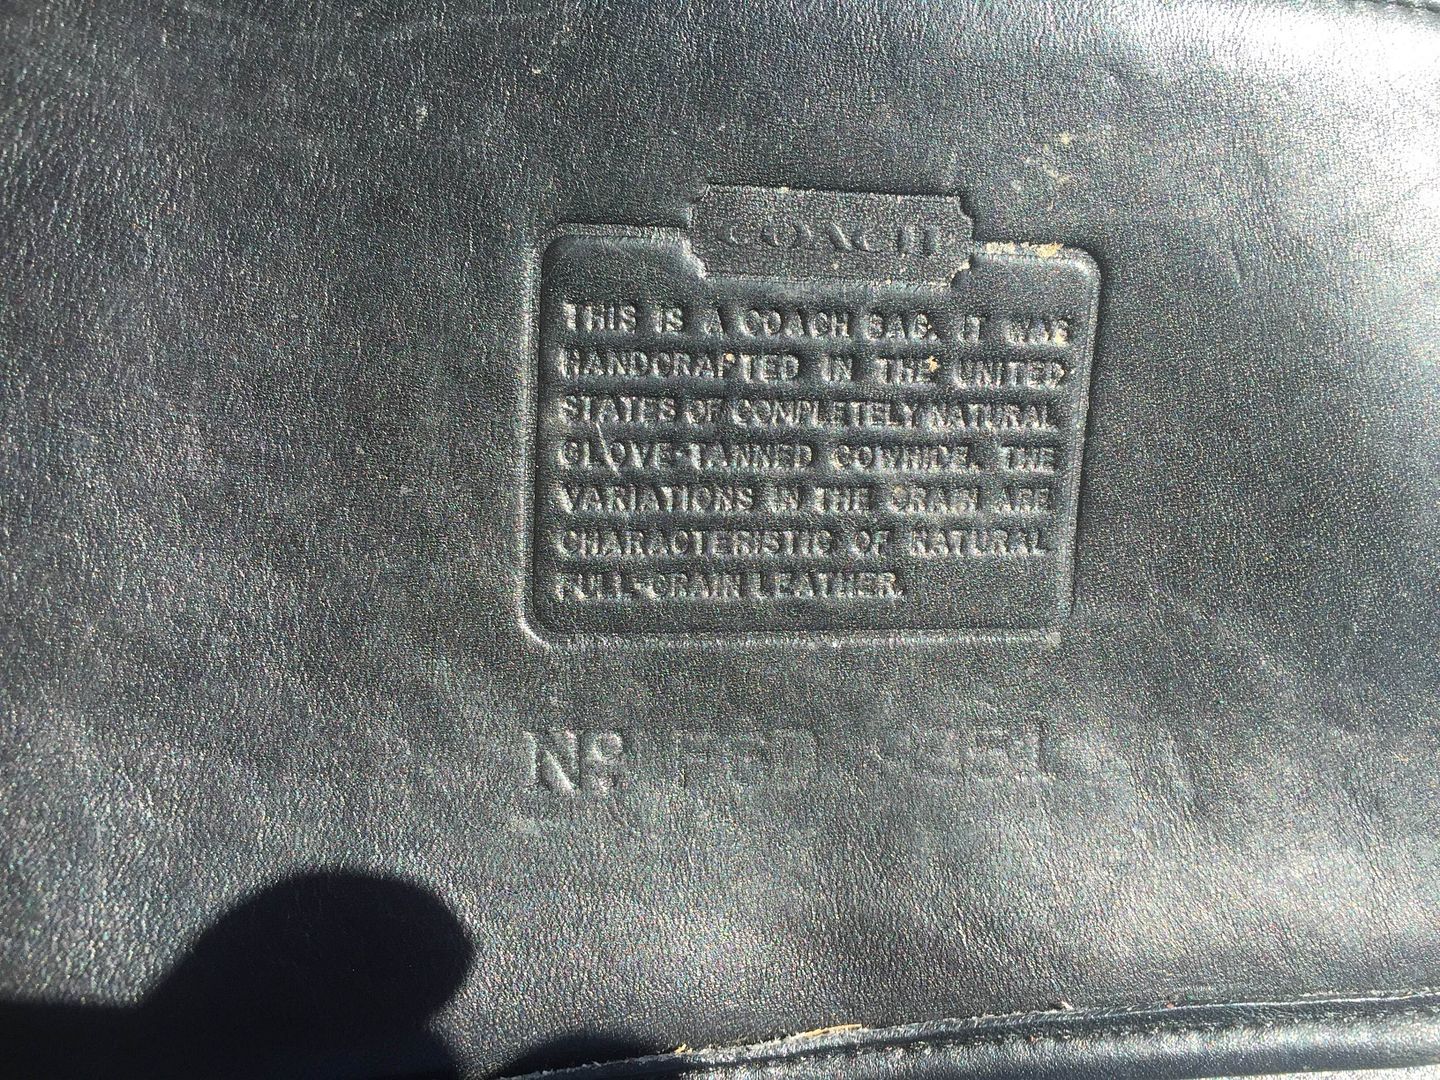 COACH
THIS IS A COACH BAG. IT WAS
HANDCRAFTED IN THE UNITED
STATES OF COMPLETELY NATURAL
GLOVE-TANNED COWHIDE. THE
VARIATIONS IN THE GRAIN ARE
CHARACTERISTIC OF NATURAL
FULL-GRAIN LEATHER.
Nº